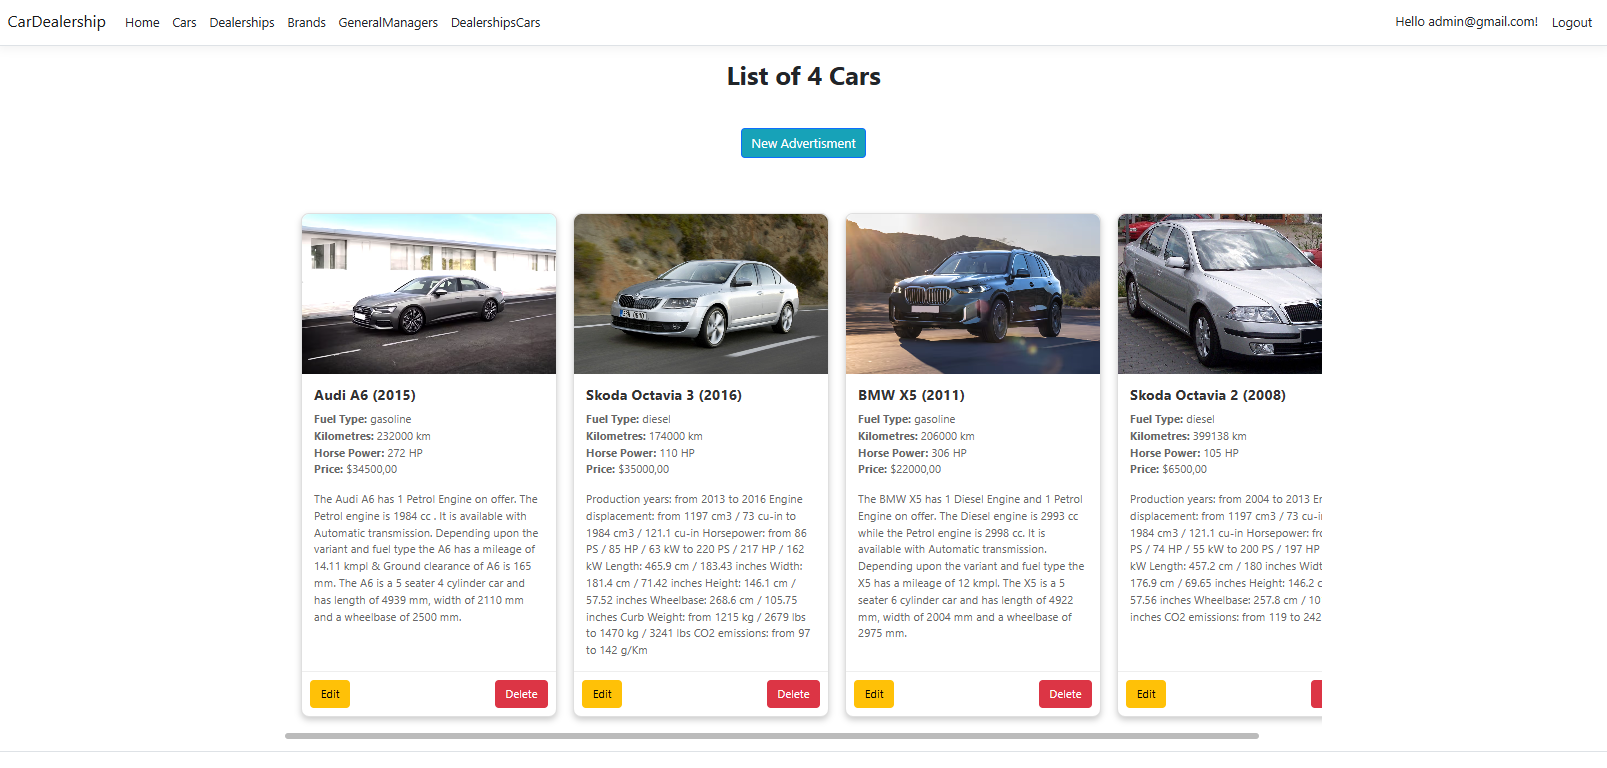 CarDealership Home Cars Dealerships Brands GeneralManagers DealershipsCars Hello admin@gmail.com! Logout
List of 4 Cars
New Advertisment
Audi A6 (2015)
Fuel Type: gasoline
Kilometres: 232000 km
Horse Power: 272 HP
Price: $34500,00
The Audi A6 has 1 Petrol Engine on offer. The
Petrol engine is 1984 cc . It is available with
Automatic transmission. Depending upon the
variant and fuel type the A6 has a mileage of
14.11 kmpl & Ground clearance of A6 is 165
mm. The A6 is a 5 seater 4 cylinder car and
has length of 4939 mm, width of 2110 mm
and a wheelbase of 2500 mm.
Edit Delete
Skoda Octavia 3 (2016)
Fuel Type: diesel
Kilometres: 174000 km
Horse Power: 110 HP
Price: $35000,00
Production years: from 2013 to 2016 Engine
displacement: from 1197 cm3 / 73 cu-in to
1984 cm3 / 121.1 cu-in Horsepower: from 86
PS / 85 HP / 63 kW to 220 PS / 217 HP / 162
kW Length: 465.9 cm / 183.43 inches Width:
181.4 cm / 71.42 inches Height: 146.1 cm /
57.52 inches Wheelbase: 268.6 cm / 105.75
inches Curb Weight: from 1215 kg / 2679 lbs
to 1470 kg / 3241 lbs CO2 emissions: from 97
to 142 g/Km
Edit Delete
BMW X5 (2011)
Fuel Type: gasoline
Kilometres: 206000 km
Horse Power: 306 HP
Price: $22000,00
The BMW X5 has 1 Diesel Engine and 1 Petrol
Engine on offer. The Diesel engine is 2993 cc
while the Petrol engine is 2998 cc. It is
available with Automatic transmission.
Depending upon the variant and fuel type the
X5 has a mileage of 12 kmpl. The X5 is a 5
seater 6 cylinder car and has length of 4922
mm, width of 2004 mm and a wheelbase of
2975 mm.
Edit Delete
Skoda Octavia 2 (2008)
Fuel Type: diesel
Kilometres: 399138 km
Horse Power: 105 HP
Price: $6500,00
Production years: from 2004 to 2013
displacement: from 1197 cm3 / 73
1984 cm3 / 121.1 cu-in Horsepower:
PS / 74 HP / 55 kW to 200 PS / 197 HP
kW Length: 457.2 cm / 180 inches
176.9 cm / 69.65 inches Height: 146.2
57.56 inches Wheelbase: 257.8 cm / 10
inches CO2 emissions: from 119 to 242
Edit